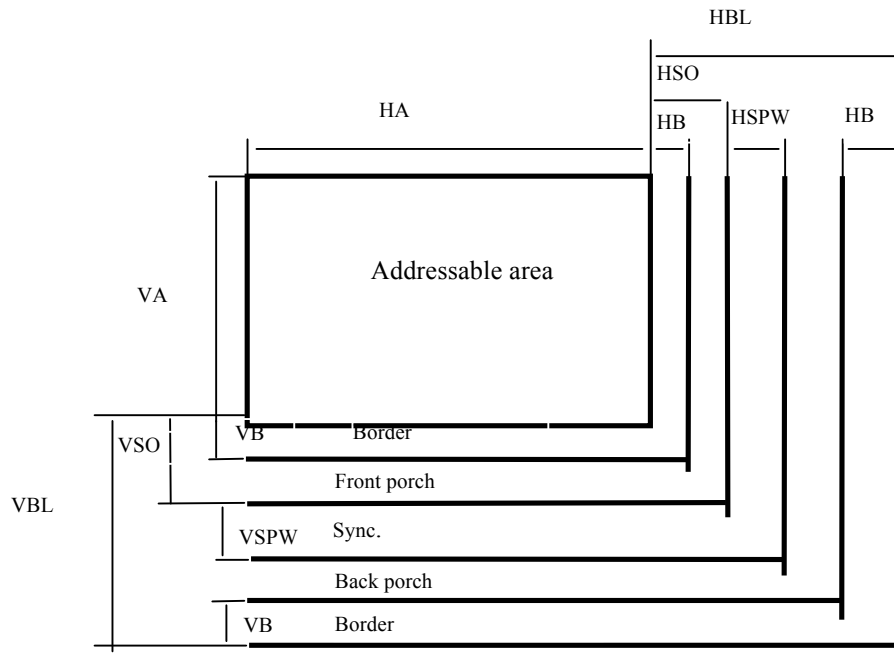 HBL
HSO
HA
HB HSPW HB
Addressable area
VA
VB Border
VSO
Front porch
VBL
VSPW Sync.
Back porch
VB Border